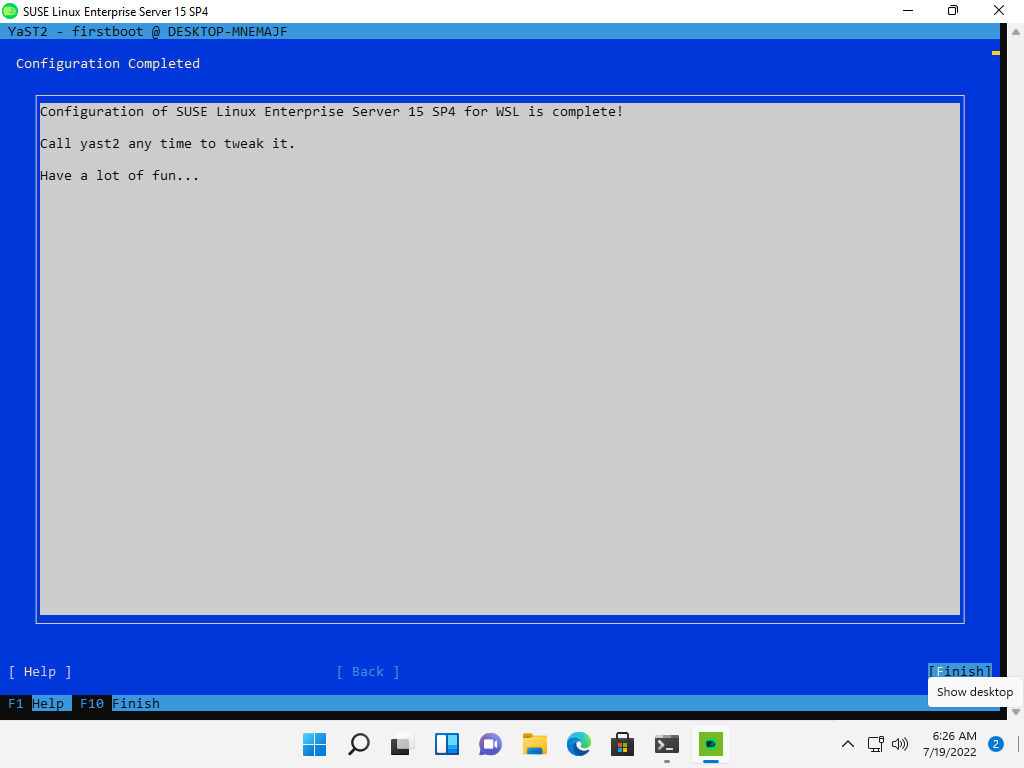 SUSE Linux Enterprise Server 15 SP4
YaST2 - firstboot @ DESKTOP-MNEMAJF
Configuration Completed
Configuration of SUSE Linux Enterprise Server 15 SP4 for WSL is complete!
Call yast2 any time to tweak it.
Have a lot of fun...
[ Help ] [ Back ] [Finish]
Show desktop
F1 Help F10 Finish
6:26 AM
7/19/2022
2